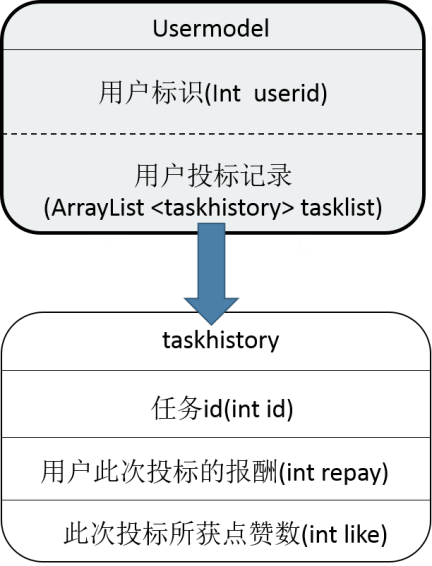 Usermodel
用户标识(Int  userid)
用户投标记录
(ArrayList <taskhistory> tasklist)
taskhistory
任务id(int id)
用户此次投标的报酬(int repay)
此次投标所获点赞数(int like)